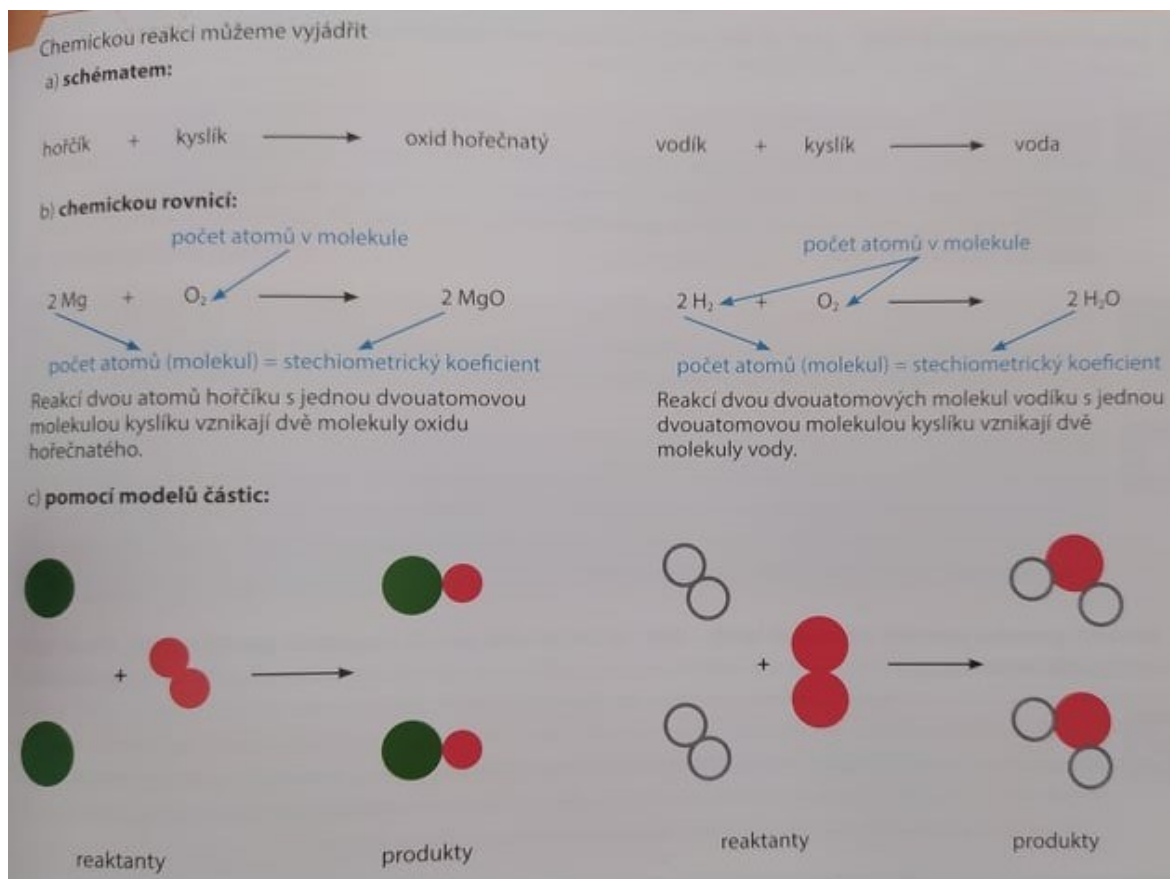 Chemickou reakci můžeme vyjádřit
a) schématem:
hořčík + kyslík → oxid hořečnatý
vodík + kyslík → voda
b) chemickou rovnicí:
počet atomů v molekule
2 Mg + O₂ → 2 MgO
počet atomů (molekul) = stechiometrický koeficient
Reakcí dvou atomů hořčíku s jednou dvouatomovou
molekulou kyslíku vznikají dvě molekuly oxidu
hořečnatého.
počet atomů v molekule
2 H₂ + O₂ → 2 H₂O
počet atomů (molekul) = stechiometrický koeficient
Reakcí dvou dvouatomových molekul vodíku s jednou
dvouatomovou molekulou kyslíku vznikají dvě
molekuly vody.
c) pomocí modelů částic:
+ →
reaktanty produkty
+ →
reaktanty produkty